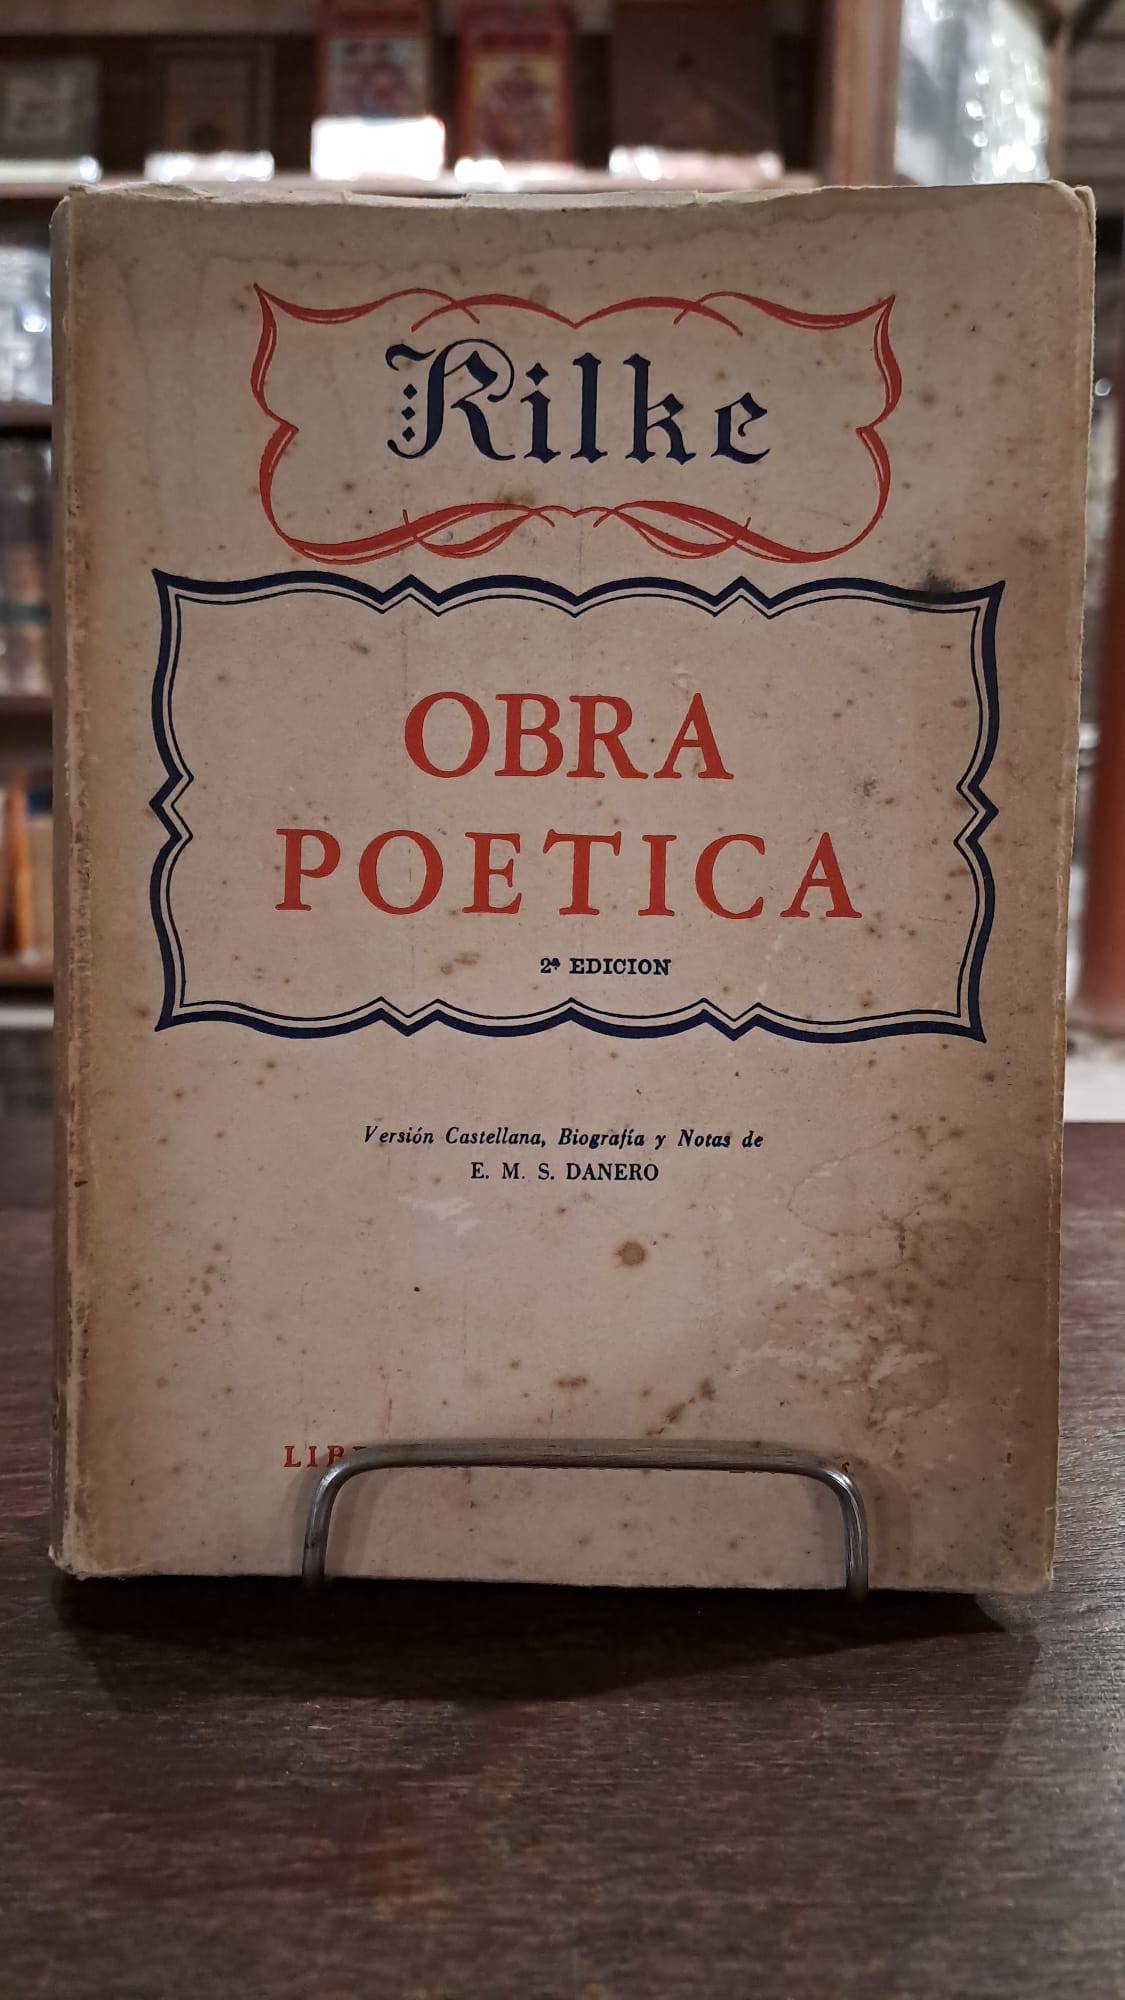 Rilke
OBRA
POETICA
2ª EDICION
Versión Castellana, Biografía y Notas de
E. M. S. DANERO